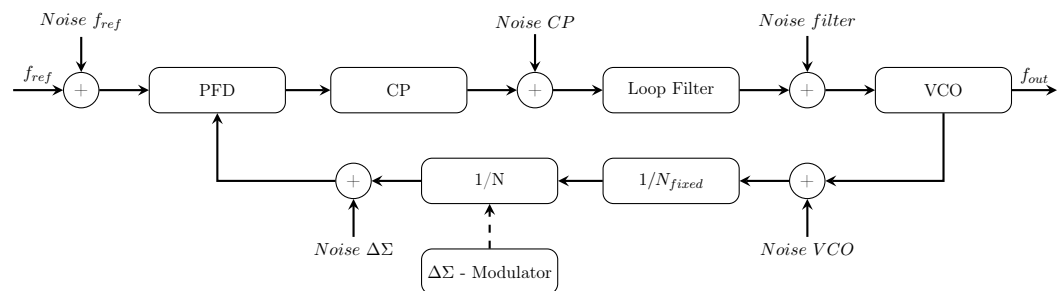 Noise f_ref
Noise CP
Noise filter
f_ref
+
PFD
CP
+
Loop Filter
+
VCO
f_out
+
1/N
1/N_fixed
+
Noise ΔΣ
Noise VCO
ΔΣ - Modulator